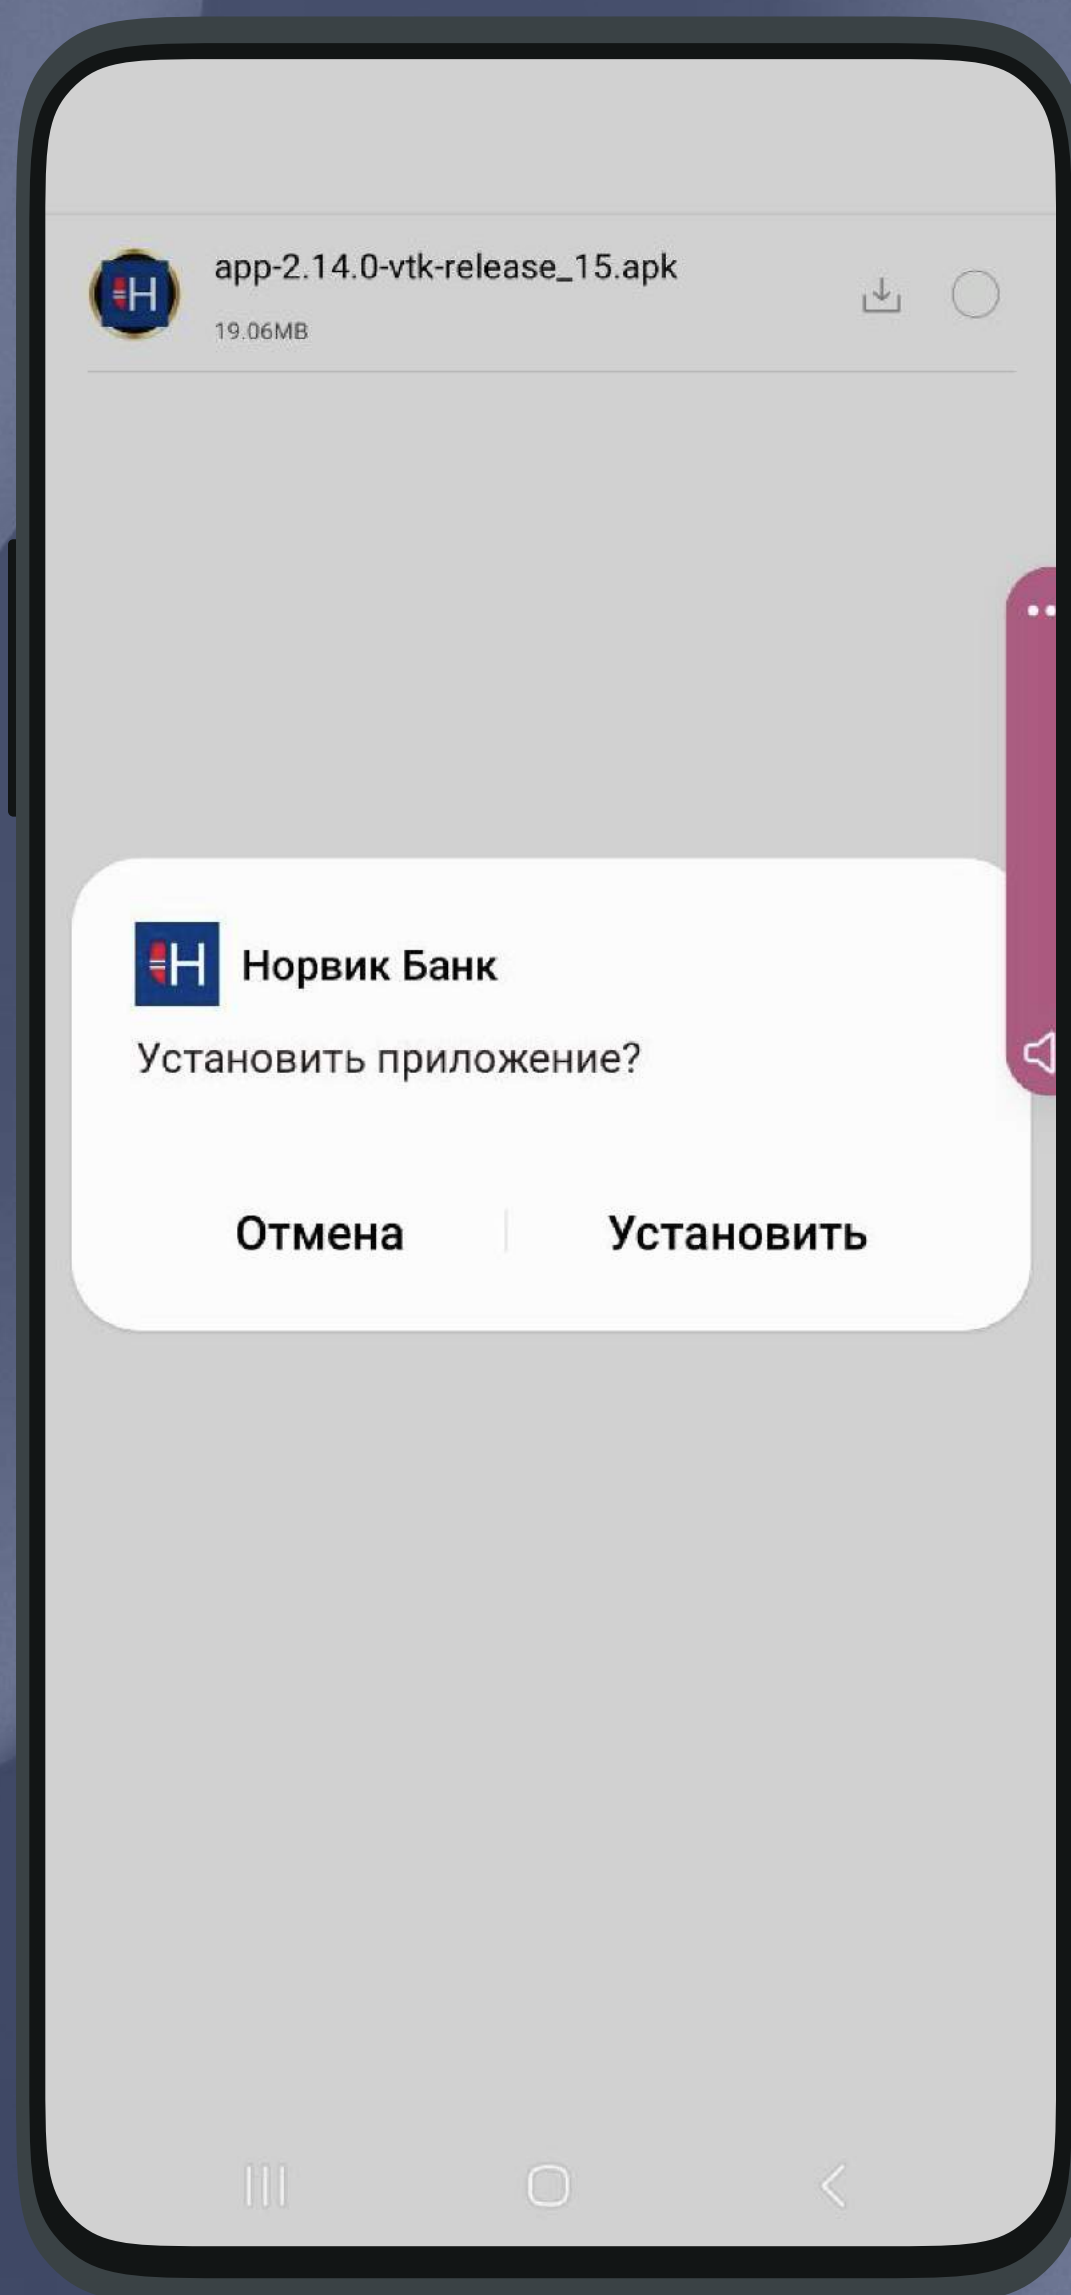 app-2.14.0-vtk-release_15.apk
19.06MB
Норвик Банк
Установить приложение?
Отмена
Установить